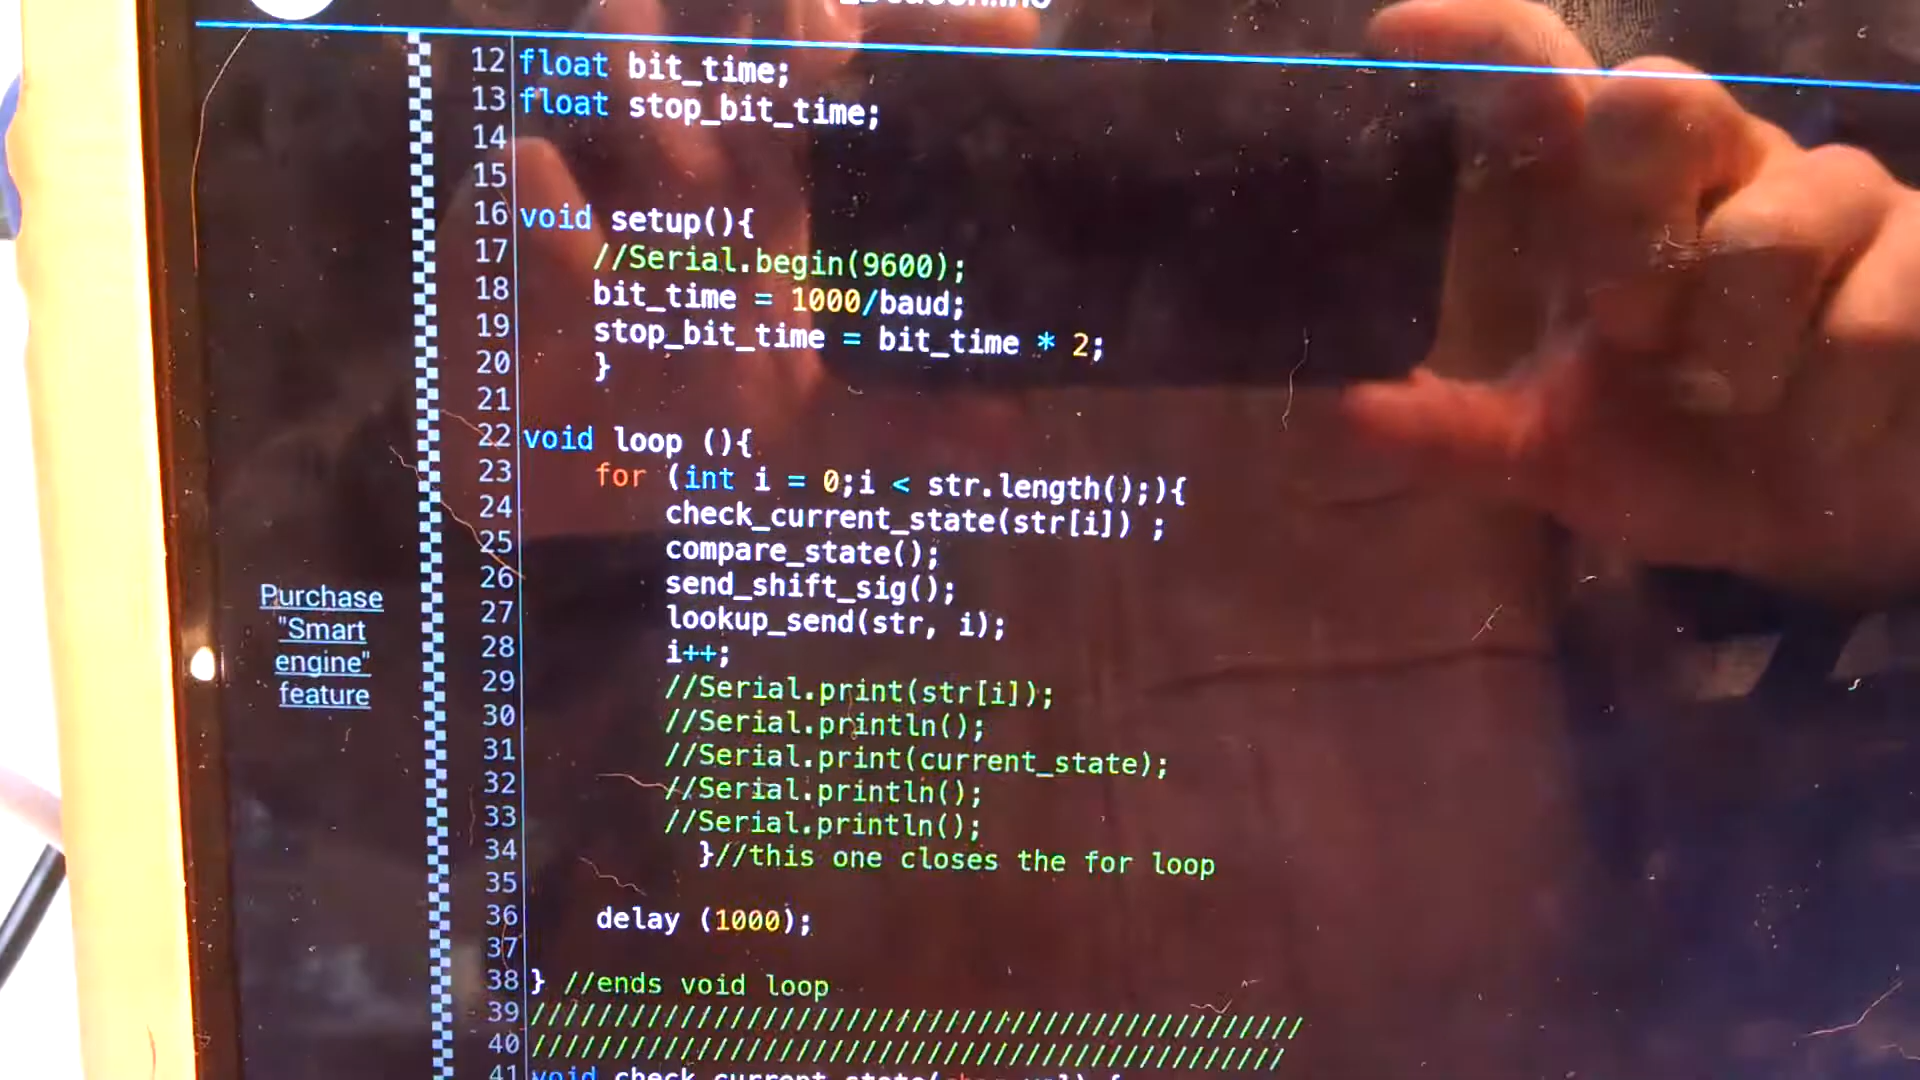 12 float bit_time;
13 float stop_bit_time;
14
15
16 void setup(){
17 //Serial.begin(9600);
18 bit_time = 1000/baud;
19 stop_bit_time = bit_time * 2;
20 }
21
22 void loop (){
23 for (int i = 0;i < str.length();){
24 check_current_state(str[i]) ;
25 compare_state();
26 send_shift_sig();
27 lookup_send(str, i);
28 i++;
29 //Serial.print(str[i]);
30 //Serial.println();
31 //Serial.print(current_state);
32 //Serial.println();
33 //Serial.println();
34 }//this one closes the for loop
35
36 delay (1000);
37
38 } //ends void loop
39 //////////////////////////////////////////////
40 /////////////////////////////////////////////
41 void check_current_state(
Purchase
"Smart
engine"
feature